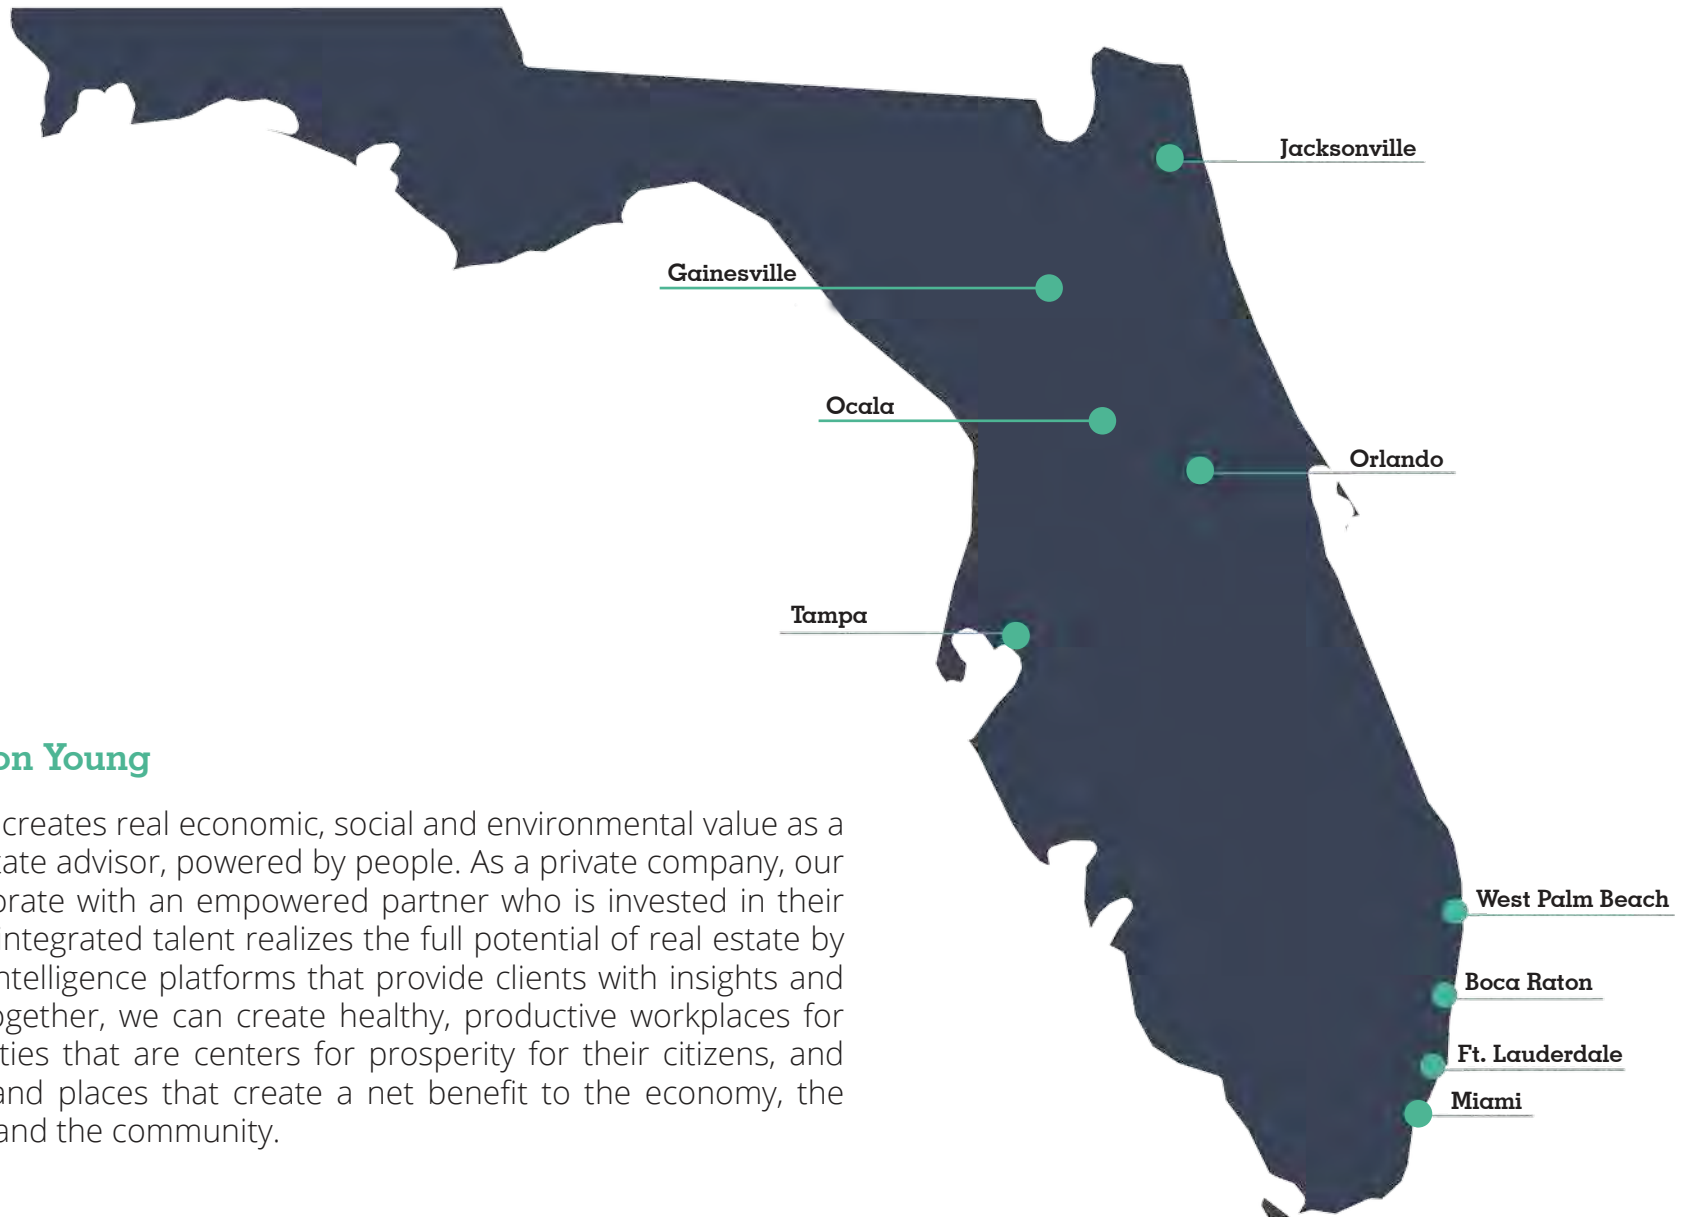 Jacksonville
Gainesville
Ocala
Orlando
Tampa
on Young
creates real economic, social and environmental value as a
ate advisor, powered by people. As a private company, our
orate with an empowered partner who is invested in their
integrated talent realizes the full potential of real estate by
ntelligence platforms that provide clients with insights and
ogether, we can create healthy, productive workplaces for
ties that are centers for prosperity for their citizens, and
and places that create a net benefit to the economy, the
and the community.
West Palm Beach
Boca Raton
Ft. Lauderdale
Miami